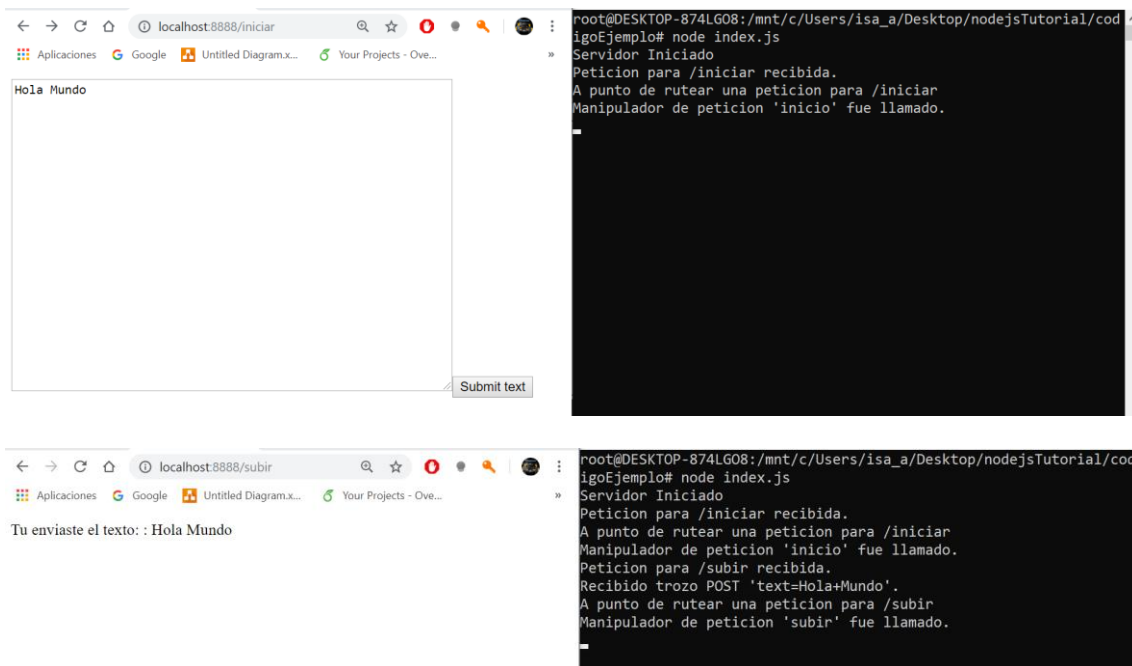 localhost:8888/iniciar
Aplicaciones Google Untitled Diagram.x... Your Projects - Ove... »
Hola Mundo
Submit text
root@DESKTOP-874LGO8:/mnt/c/Users/isa_a/Desktop/nodejsTutorial/cod
igoEjemplo# node index.js
Servidor Iniciado
Peticion para /iniciar recibida.
A punto de rutear una peticion para /iniciar
Manipulador de peticion 'inicio' fue llamado.
localhost:8888/subir
Aplicaciones Google Untitled Diagram.x... Your Projects - Ove... »
Tu enviaste el texto: : Hola Mundo
root@DESKTOP-874LGO8:/mnt/c/Users/isa_a/Desktop/nodejsTutorial/cod
igoEjemplo# node index.js
Servidor Iniciado
Peticion para /iniciar recibida.
A punto de rutear una peticion para /iniciar
Manipulador de peticion 'inicio' fue llamado.
Peticion para /subir recibida.
Recibido trozo POST 'text=Hola+Mundo'.
A punto de rutear una peticion para /subir
Manipulador de peticion 'subir' fue llamado.